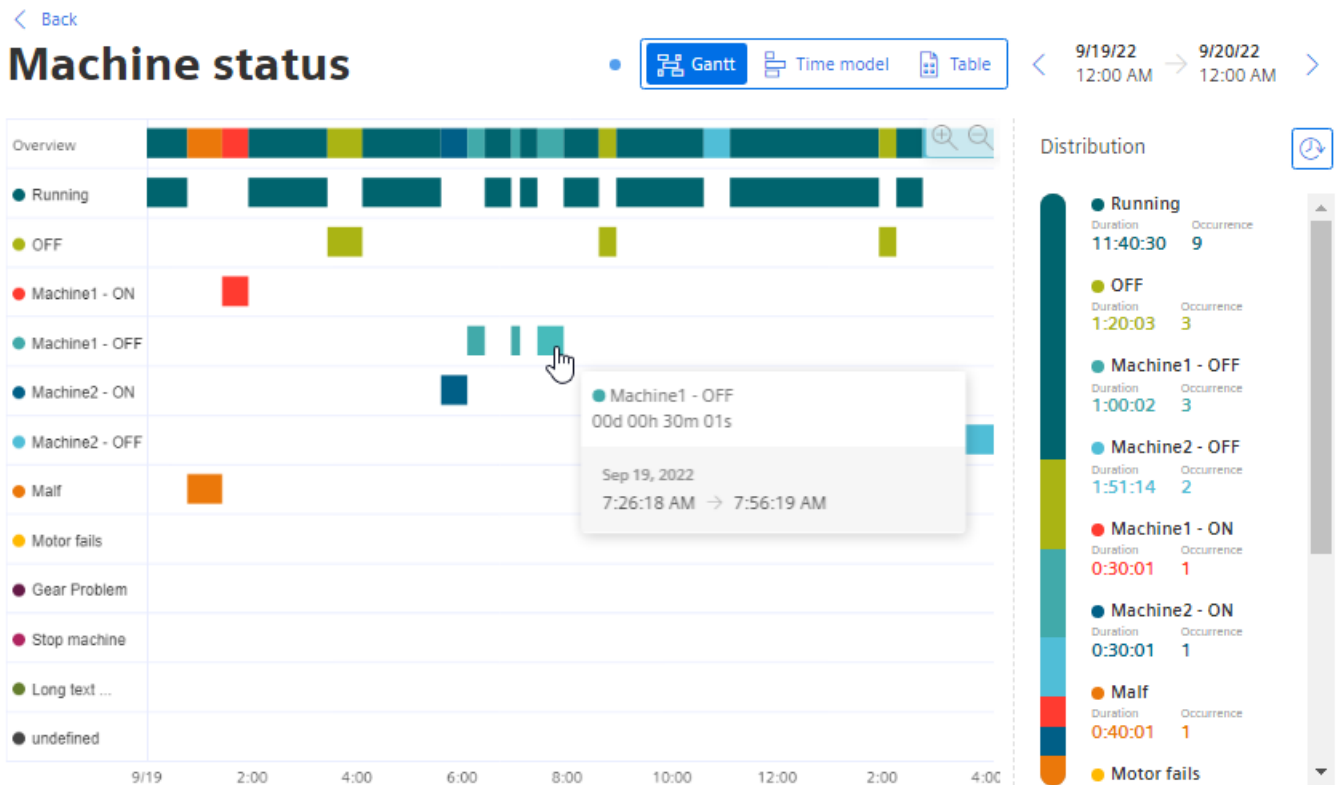 Back
Machine status
Gantt Time model Table
9/19/22 9/20/22
12:00 AM 12:00 AM
Overview
Running
OFF
Machine1 - ON
Machine1 - OFF
Machine2 - ON
Machine2 - OFF
Malf
Motor fails
Gear Problem
Stop machine
Long text ...
undefined
9/19 2:00 4:00 6:00 8:00 10:00 12:00 2:00 4:00
Machine1 - OFF
00d 00h 30m 01s
Sep 19, 2022
7:26:18 AM → 7:56:19 AM
Distribution
Running
Duration Occurrence
11:40:30 9
OFF
Duration Occurrence
1:20:03 3
Machine1 - OFF
Duration Occurrence
1:00:02 3
Machine2 - OFF
Duration Occurrence
1:51:14 2
Machine1 - ON
Duration Occurrence
0:30:01 1
Machine2 - ON
Duration Occurrence
0:30:01 1
Malf
Duration Occurrence
0:40:01 1
Motor fails